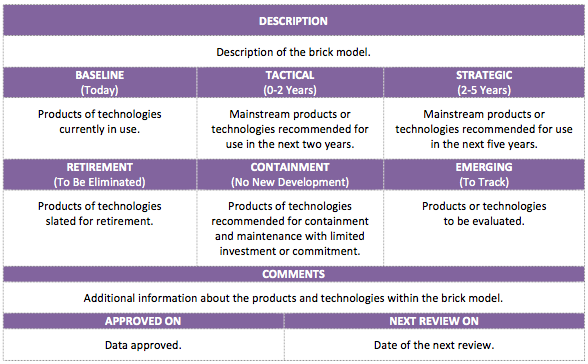 DESCRIPTION
Description of the brick model.
BASELINE
(Today)
TACTICAL
(0-2 Years)
STRATEGIC
(2-5 Years)
Products of technologies
currently in use.
Mainstream products or
technologies recommended for
use in the next two years.
Mainstream products or
technologies recommended for use
in the next five years.
RETIREMENT
(To Be Eliminated)
CONTAINMENT
(No New Development)
EMERGING
(To Track)
Products of technologies
slated for retirement.
Products of technologies
recommended for containment
and maintenance with limited
investment or commitment.
Products or technologies
to be evaluated.
COMMENTS
Additional information about the products and technologies within the brick model.
APPROVED ON
NEXT REVIEW ON
Data approved.
Date of the next review.